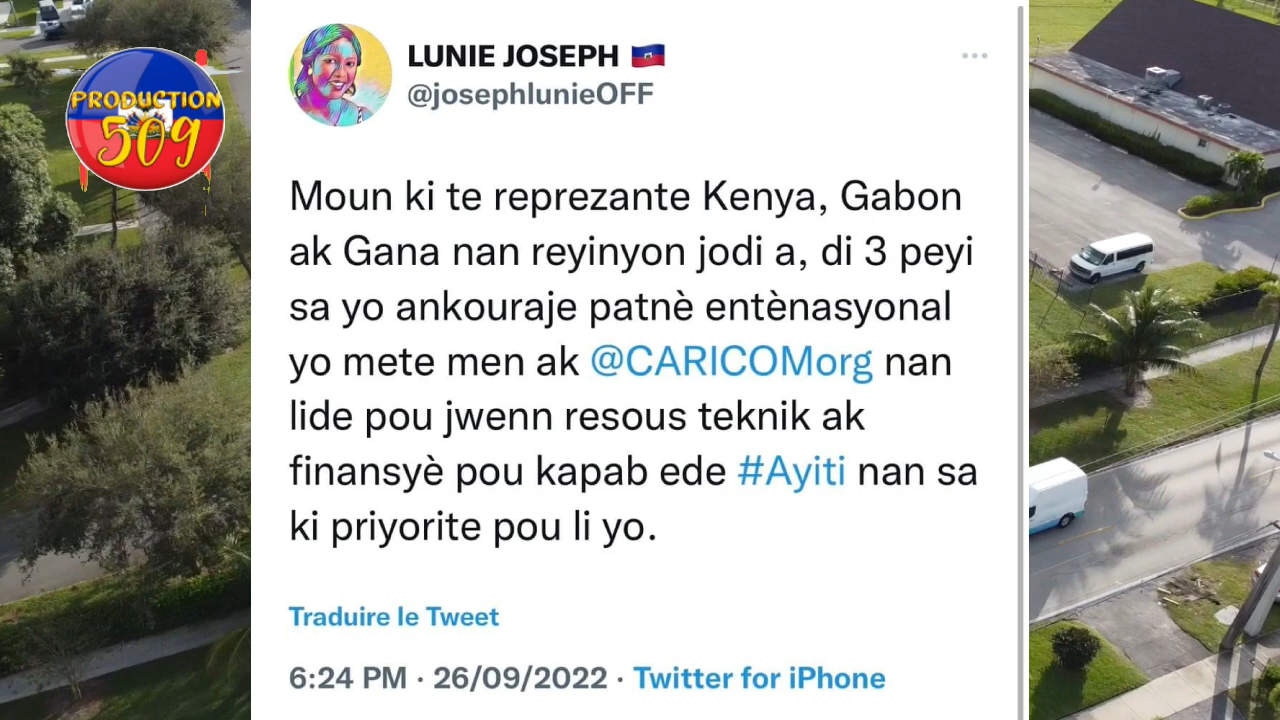 PRODUCTION
509
LUNIE JOSEPH 🇭🇹
@josephlunieOFF
Moun ki te reprezante Kenya, Gabon
ak Gana nan reyinyon jodi a, di 3 peyi
sa yo ankouraje patnè entènasyonal
yo mete men ak @CARICOMorg nan
lide pou jwenn resous teknik ak
finansyè pou kapab ede #Ayiti nan sa
ki priyorite pou li yo.
Traduire le Tweet
6:24 PM · 26/09/2022 · Twitter for iPhone